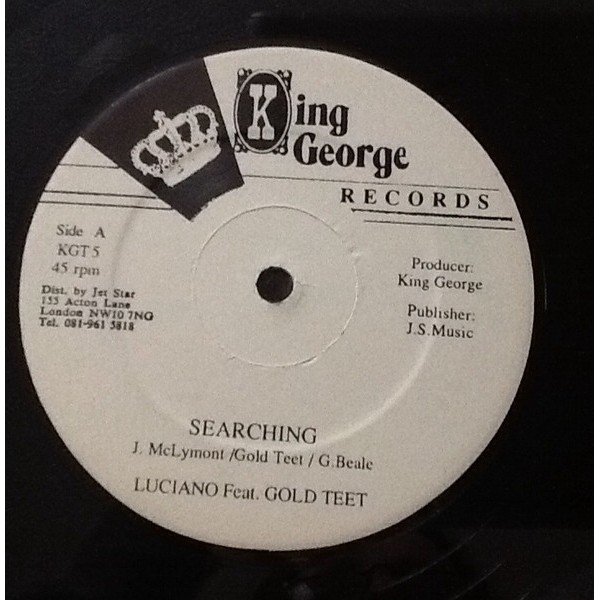 King
George
RECORDS
Side A
KGT 5
45 rpm
Dist. by Jet Star
155 Acton Lane
London NW10 7NG
Tel. 081-961 5818
Producer:
King George
Publisher:
J.S.Music
SEARCHING
J. McLymont /Gold Teet / G.Beale
LUCIANO Feat. GOLD TEET